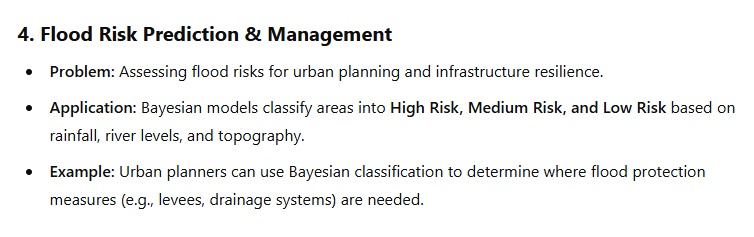 4. Flood Risk Prediction & Management
• Problem: Assessing flood risks for urban planning and infrastructure resilience.
• Application: Bayesian models classify areas into High Risk, Medium Risk, and Low Risk based on
rainfall, river levels, and topography.
• Example: Urban planners can use Bayesian classification to determine where flood protection
measures (e.g., levees, drainage systems) are needed.